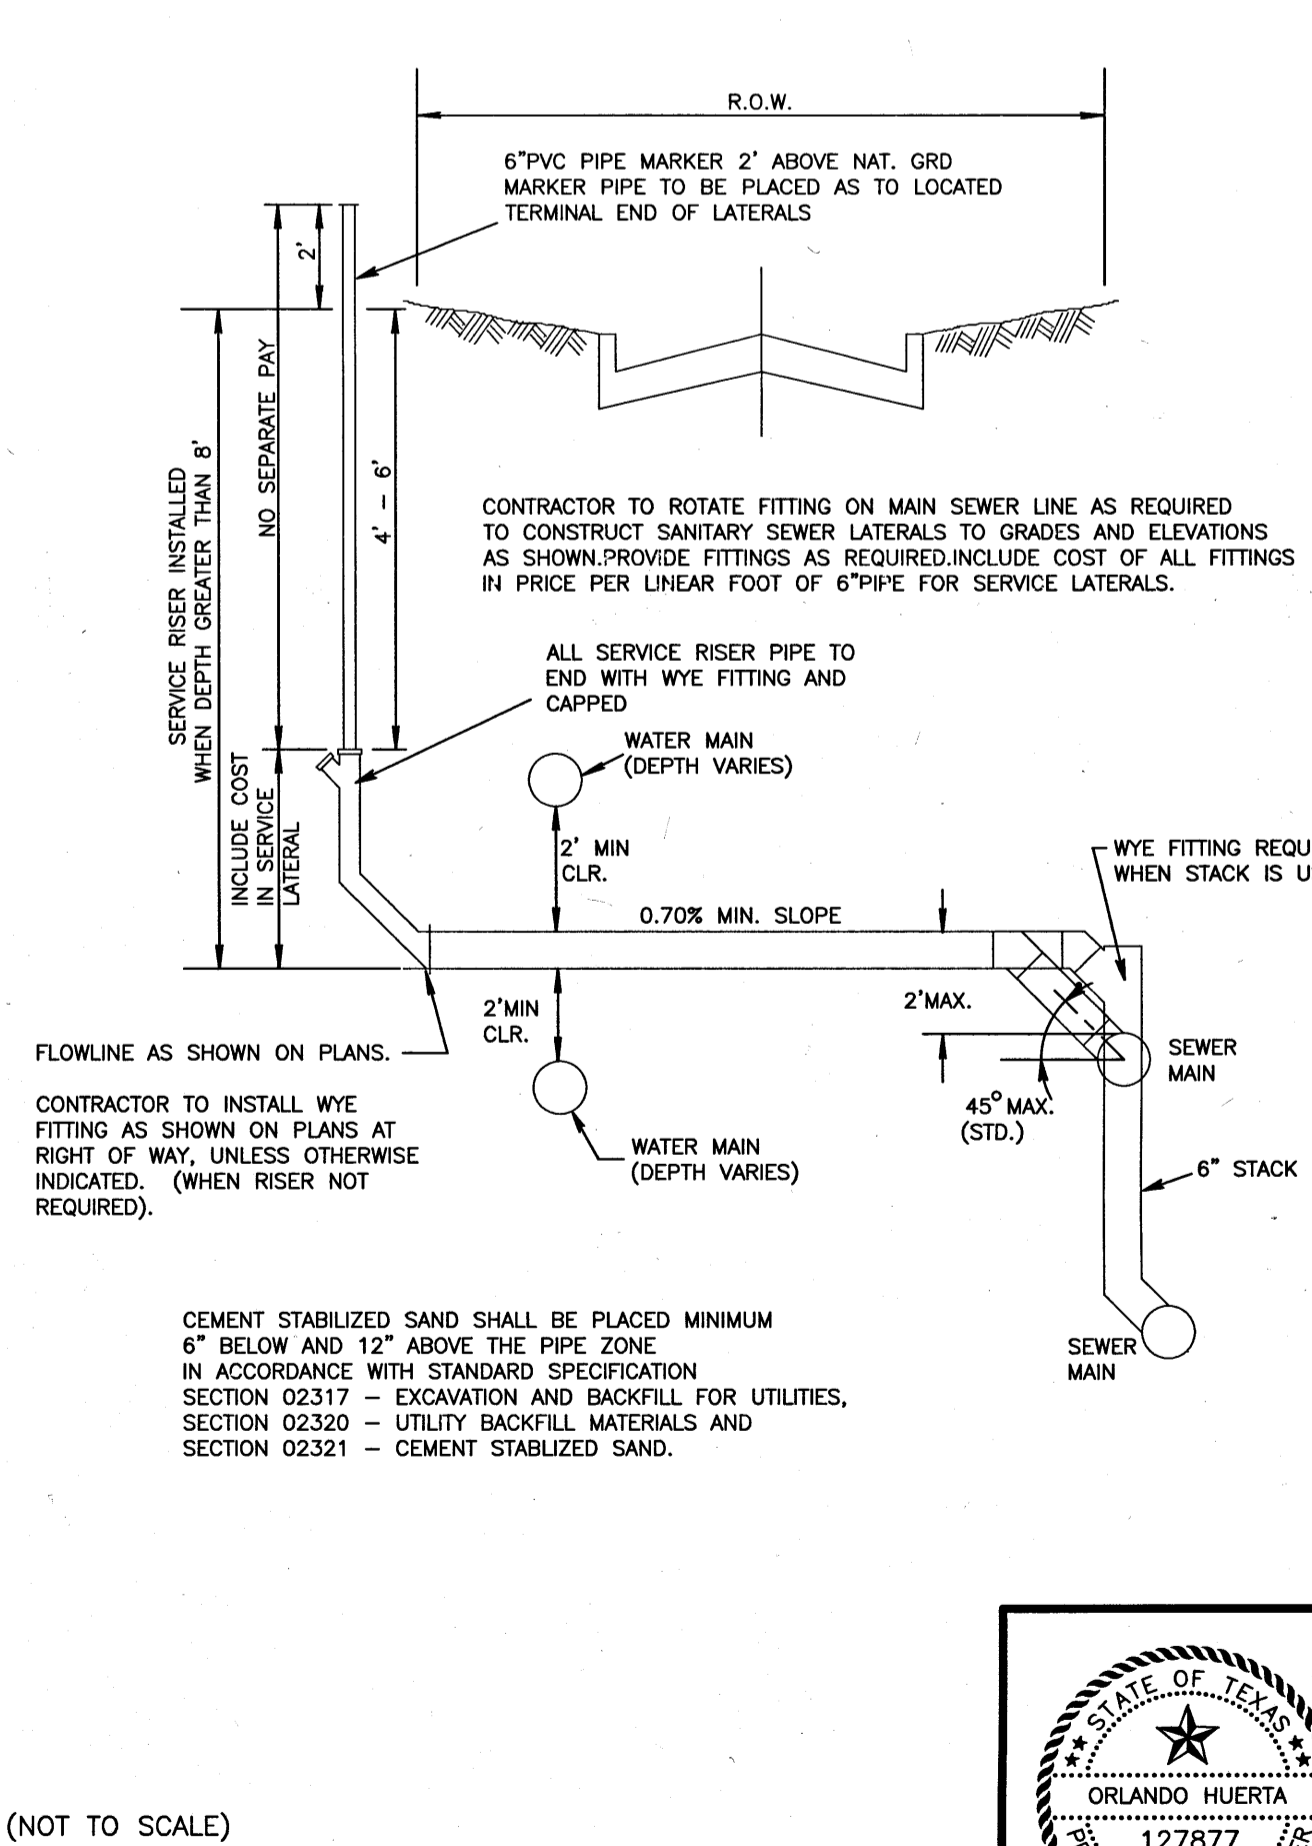 R.O.W.
6"PVC PIPE MARKER 2' ABOVE NAT. GRD
MARKER PIPE TO BE PLACED AS TO LOCATED
TERMINAL END OF LATERALS
2'
NO SEPARATE PAY
4' - 6'
SERVICE RISER INSTALLED
WHEN DEPTH GREATER THAN 8'
CONTRACTOR TO ROTATE FITTING ON MAIN SEWER LINE AS REQUIRED
TO CONSTRUCT SANITARY SEWER LATERALS TO GRADES AND ELEVATIONS
AS SHOWN.PROVIDE FITTINGS AS REQUIRED.INCLUDE COST OF ALL FITTINGS
IN PRICE PER LINEAR FOOT OF 6"PIPE FOR SERVICE LATERALS.
ALL SERVICE RISER PIPE TO
END WITH WYE FITTING AND
CAPPED
WATER MAIN
(DEPTH VARIES)
INCLUDE COST
IN SERVICE
LATERAL
2' MIN
CLR.
WYE FITTING REQU
WHEN STACK IS U
0.70% MIN. SLOPE
2'MIN
CLR.
2'MAX.
FLOWLINE AS SHOWN ON PLANS.
SEWER
MAIN
45° MAX.
(STD.)
CONTRACTOR TO INSTALL WYE
FITTING AS SHOWN ON PLANS AT
RIGHT OF WAY, UNLESS OTHERWISE
INDICATED. (WHEN RISER NOT
REQUIRED).
WATER MAIN
(DEPTH VARIES)
6" STACK
CEMENT STABILIZED SAND SHALL BE PLACED MINIMUM
6" BELOW AND 12" ABOVE THE PIPE ZONE
IN ACCORDANCE WITH STANDARD SPECIFICATION
SECTION 02317 - EXCAVATION AND BACKFILL FOR UTILITIES,
SECTION 02320 - UTILITY BACKFILL MATERIALS AND
SECTION 02321 - CEMENT STABLIZED SAND.
SEWER
MAIN
STATE OF TEXAS
ORLANDO HUERTA
127877
(NOT TO SCALE)